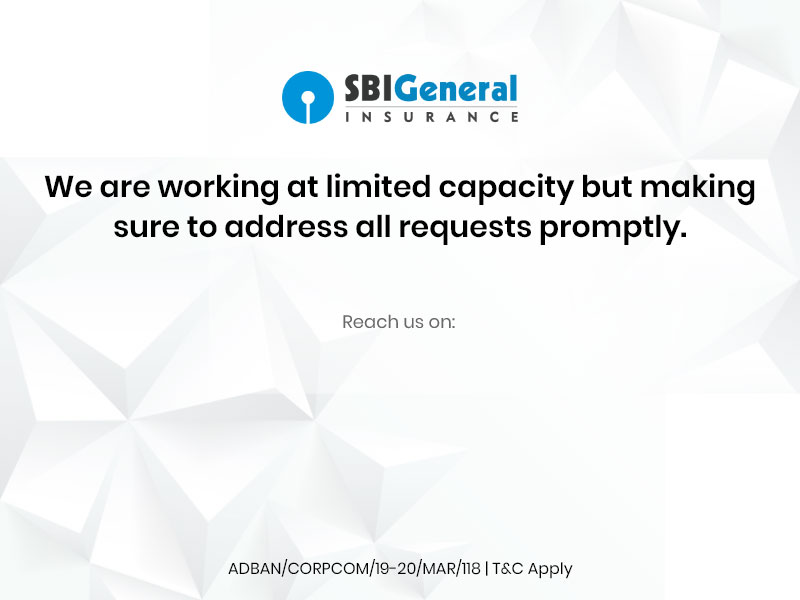 SBIGeneral
INSURANCE
We are working at limited capacity but making
sure to address all requests promptly.
Reach us on:
ADBAN/CORPCOM/19-20/MAR/118 | T&C Apply